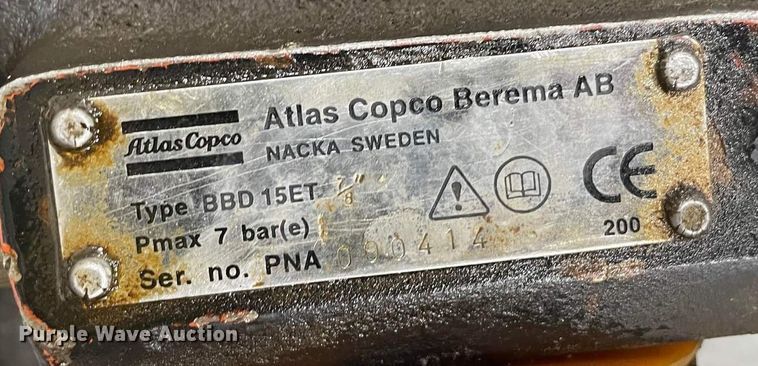 Atlas Copco
Atlas Copco Berema AB
NACKA SWEDEN
Type BBD 15ET 7/8"
Pmax 7 bar(e)
Ser. no. PNA 090414
CE
200
Purple Wave Auction